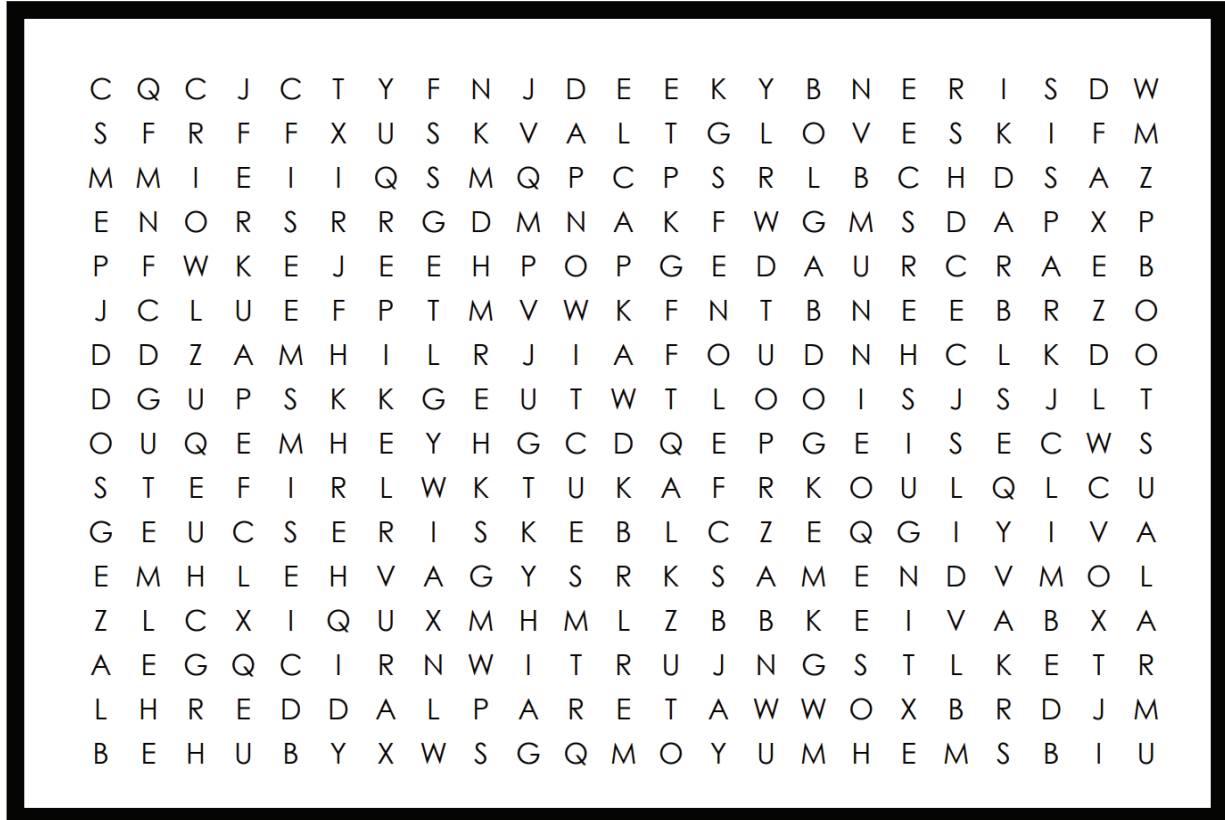 C Q C J C T Y F N J D E E K Y B N E R I S D W
S F R F F X U S K V A L T G L O V E S K I F M
M M I E I I Q S M Q P C P S R L B C H D S A Z
E N O R S R R G D M N A K F W G M S D A P X P
P F W K E J E E H P O P G E D A U R C R A E B
J C L U E F P T M V W K F N T B N E E B R Z O
D D Z A M H I L R J I A F O U D N H C L K D O
D G U P S K K G E U T W T L O O I S J S J L T
O U Q E M H E Y H G C D Q E P G E I S E C W S
S T E F I R L W K T U K A F R K O U L Q L C U
G E U C S E R I S K E B L C Z E Q G I Y I V A
E M H L E H V A G Y S R K S A M E N D V M O L
Z L C X I Q U X M H M L Z B B K E I V A B X A
A E G Q C I R N W I T R U J N G S T L K E T R
L H R E D D A L P A R E T A W W O X B R D J M
B E H U B Y X W S G Q M O Y U M H E M S B I U